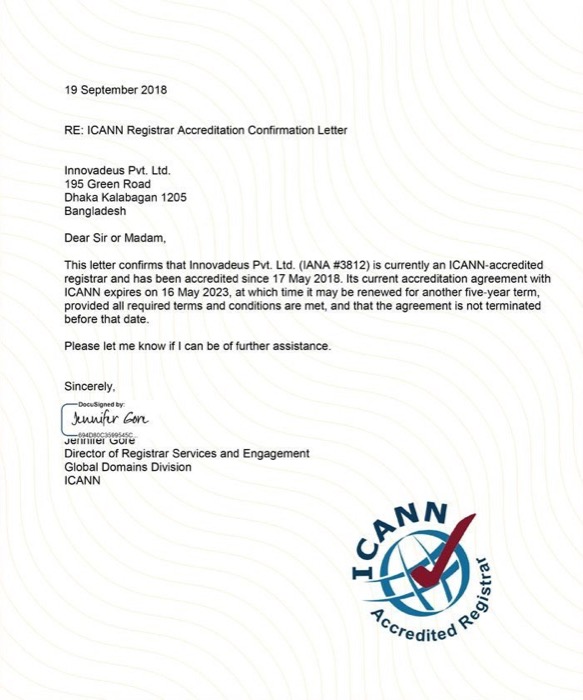 19 September 2018
RE: ICANN Registrar Accreditation Confirmation Letter
Innovadeus Pvt. Ltd.
195 Green Road
Dhaka Kalabagan 1205
Bangladesh
Dear Sir or Madam,
This letter confirms that Innovadeus Pvt. Ltd. (IANA #3812) is currently an ICANN-accredited
registrar and has been accredited since 17 May 2018. Its current accreditation agreement with
ICANN expires on 16 May 2023, at which time it may be renewed for another five-year term,
provided all required terms and conditions are met, and that the agreement is not terminated
before that date.
Please let me know if I can be of further assistance.
Sincerely,
DocuSigned by:
Jennifer Gore
694D80C3599545C...
Jennifer Gore
Director of Registrar Services and Engagement
Global Domains Division
ICANN
ICANN
Accredited Registrar